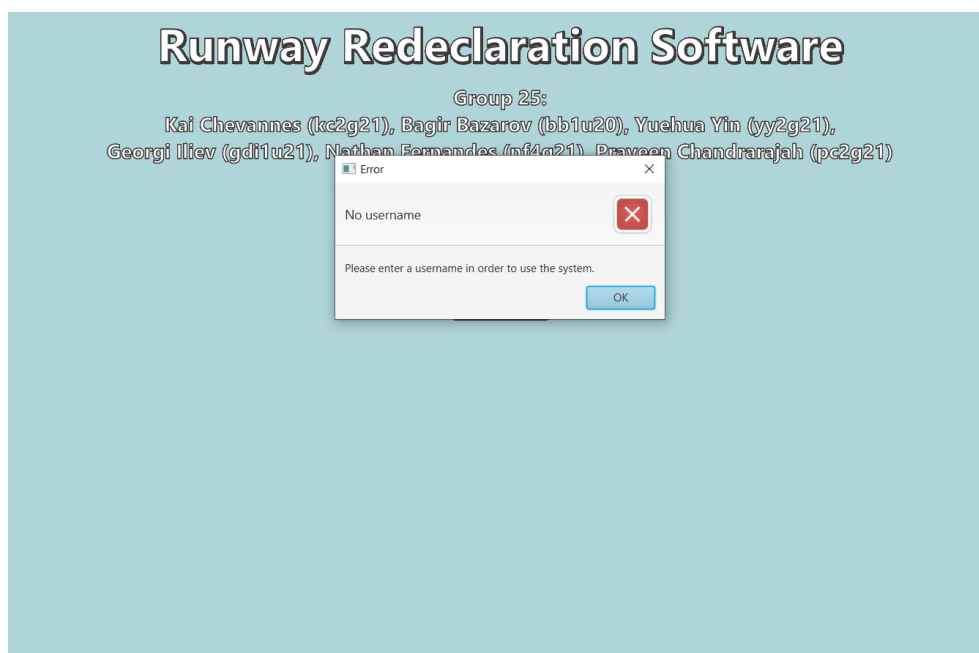 Runway Redeclaration Software
Group 25:
Kai Chevannes (kc2g21), Bagir Bazarov (bb1u20), Yuehua Yin (yy2g21),
Georgi Iliev (gdi1u21), Nathan Fernandes (nf4g21), Praveen Chandrarajah (pc2g21)
Error
No username
Please enter a username in order to use the system.
OK